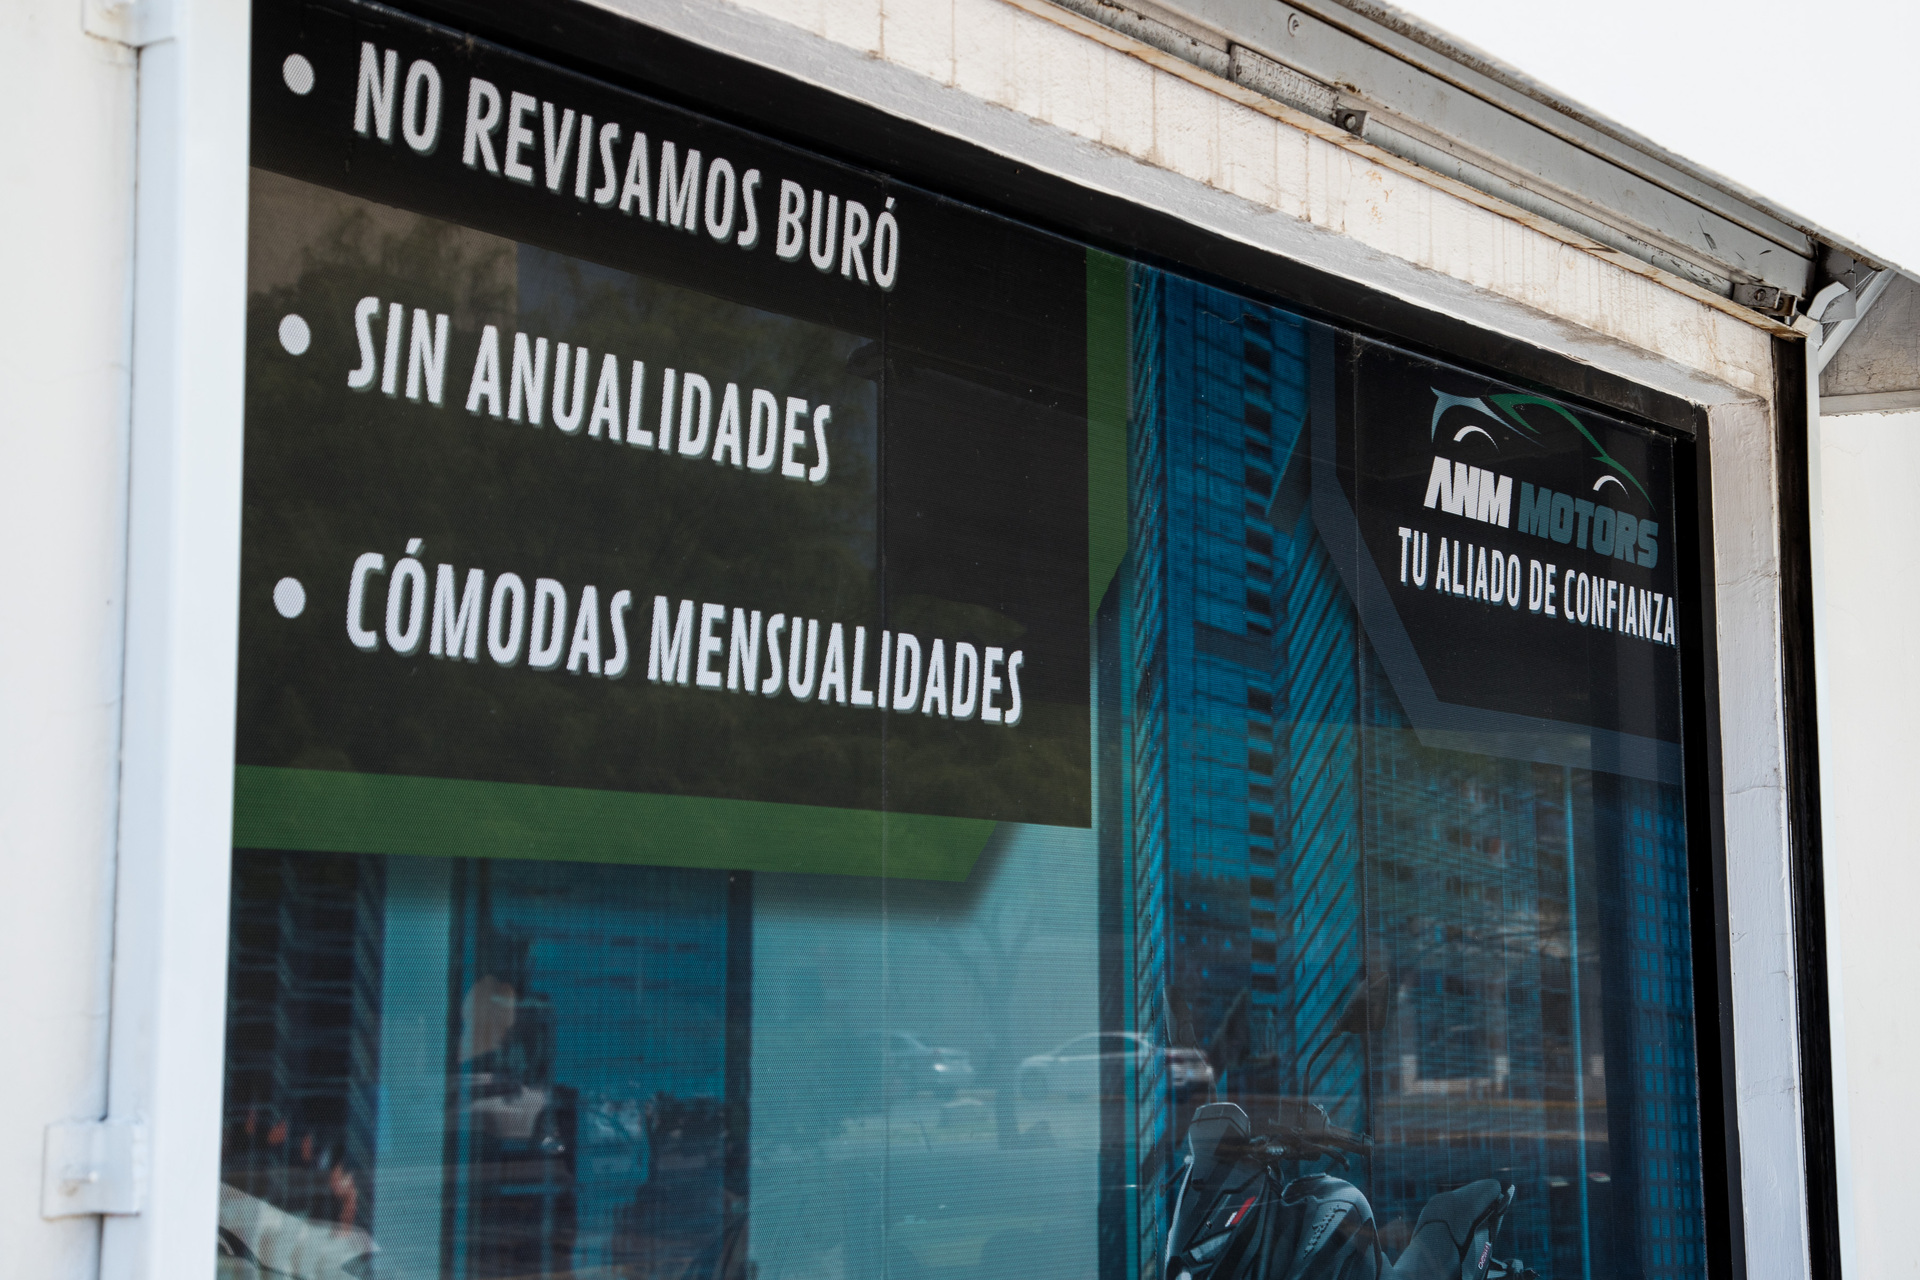 • NO REVISAMOS BURÓ
• SIN ANUALIDADES
• CÓMODAS MENSUALIDADES
ANM MOTORS
TU ALIADO DE CONFIANZA